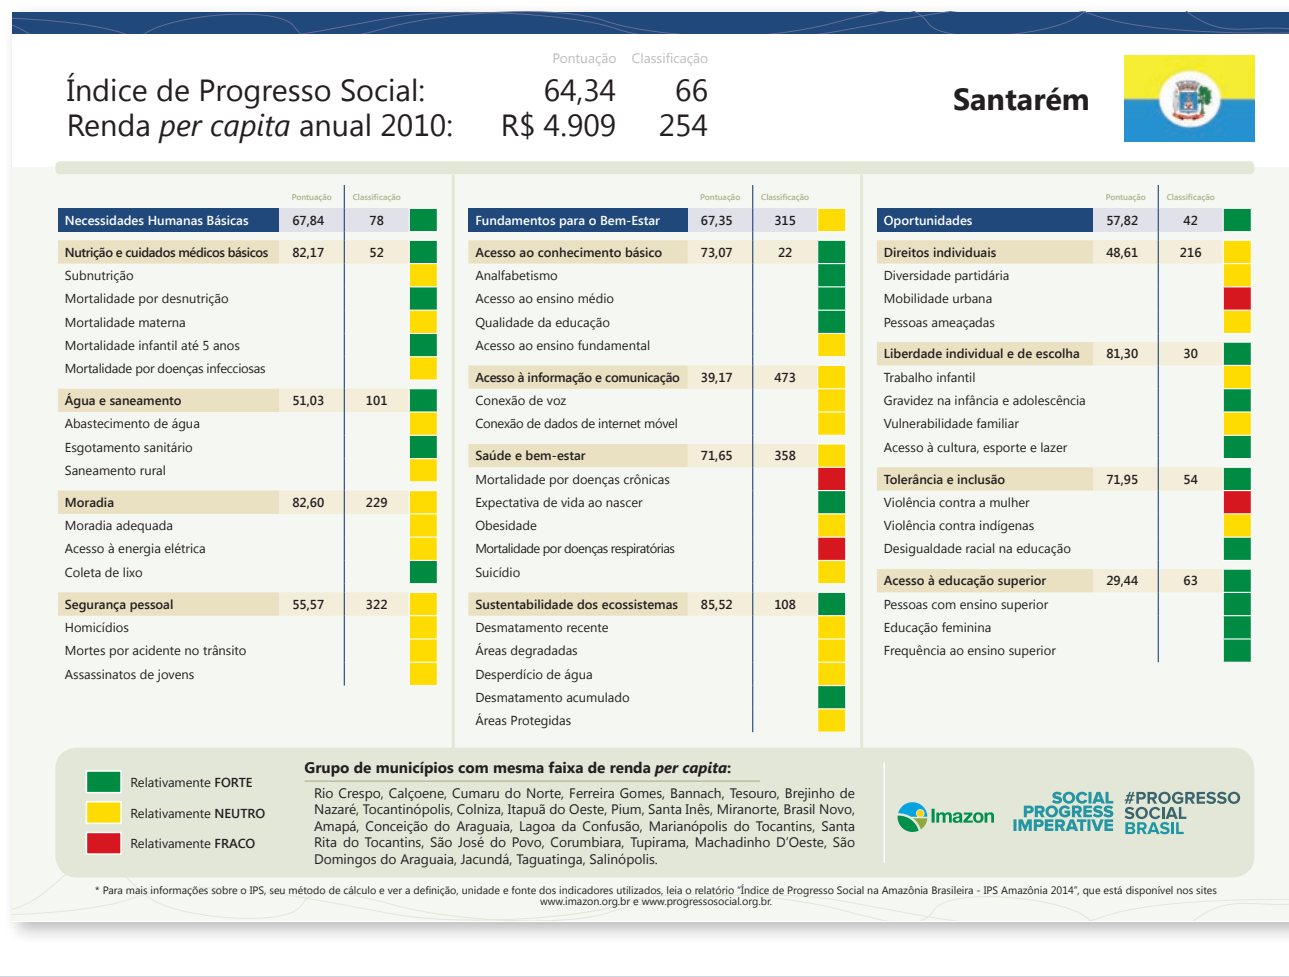 Pontuação Classificação
Índice de Progresso Social: 64,34 66
Renda per capita anual 2010: R$ 4.909 254
Santarém
Pontuação Classificação
Necessidades Humanas Básicas 67,84 78
Nutrição e cuidados médicos básicos 82,17 52
Subnutrição
Mortalidade por desnutrição
Mortalidade materna
Mortalidade infantil até 5 anos
Mortalidade por doenças infecciosas
Água e saneamento 51,03 101
Abastecimento de água
Esgotamento sanitário
Saneamento rural
Moradia 82,60 229
Moradia adequada
Acesso à energia elétrica
Coleta de lixo
Segurança pessoal 55,57 322
Homicídios
Mortes por acidente no trânsito
Assassinatos de jovens
Pontuação Classificação
Fundamentos para o Bem-Estar 67,35 315
Acesso ao conhecimento básico 73,07 22
Analfabetismo
Acesso ao ensino médio
Qualidade da educação
Acesso ao ensino fundamental
Acesso à informação e comunicação 39,17 473
Conexão de voz
Conexão de dados de internet móvel
Saúde e bem-estar 71,65 358
Mortalidade por doenças crônicas
Expectativa de vida ao nascer
Obesidade
Mortalidade por doenças respiratórias
Suicídio
Sustentabilidade dos ecossistemas 85,52 108
Desmatamento recente
Áreas degradadas
Desperdício de água
Desmatamento acumulado
Áreas Protegidas
Pontuação Classificação
Oportunidades 57,82 42
Direitos individuais 48,61 216
Diversidade partidária
Mobilidade urbana
Pessoas ameaçadas
Liberdade individual e de escolha 81,30 30
Trabalho infantil
Gravidez na infância e adolescência
Vulnerabilidade familiar
Acesso à cultura, esporte e lazer
Tolerância e inclusão 71,95 54
Violência contra a mulher
Violência contra indígenas
Desigualdade racial na educação
Acesso à educação superior 29,44 63
Pessoas com ensino superior
Educação feminina
Frequência ao ensino superior
Relativamente FORTE
Relativamente NEUTRO
Relativamente FRACO
Grupo de municípios com mesma faixa de renda per capita:
Rio Crespo, Calçoene, Cumaru do Norte, Ferreira Gomes, Bannach, Tesouro, Brejinho de
Nazaré, Tocantinópolis, Colniza, Itapuã do Oeste, Pium, Santa Inês, Miranorte, Brasil Novo,
Amapá, Conceição do Araguaia, Lagoa da Confusão, Marianópolis do Tocantins, Santa
Rita do Tocantins, São José do Povo, Corumbiara, Tupirama, Machadinho D'Oeste, São
Domingos do Araguaia, Jacundá, Taguatinga, Salinópolis.
Imazon
SOCIAL
PROGRESS
IMPERATIVE
#PROGRESSO
SOCIAL
BRASIL
* Para mais informações sobre o IPS, seu método de cálculo e ver a definição, unidade e fonte dos indicadores utilizados, leia o relatório "Índice de Progresso Social na Amazônia Brasileira - IPS Amazônia 2014", que está disponível nos sites
www.imazon.org.br e www.progressosocial.org.br.